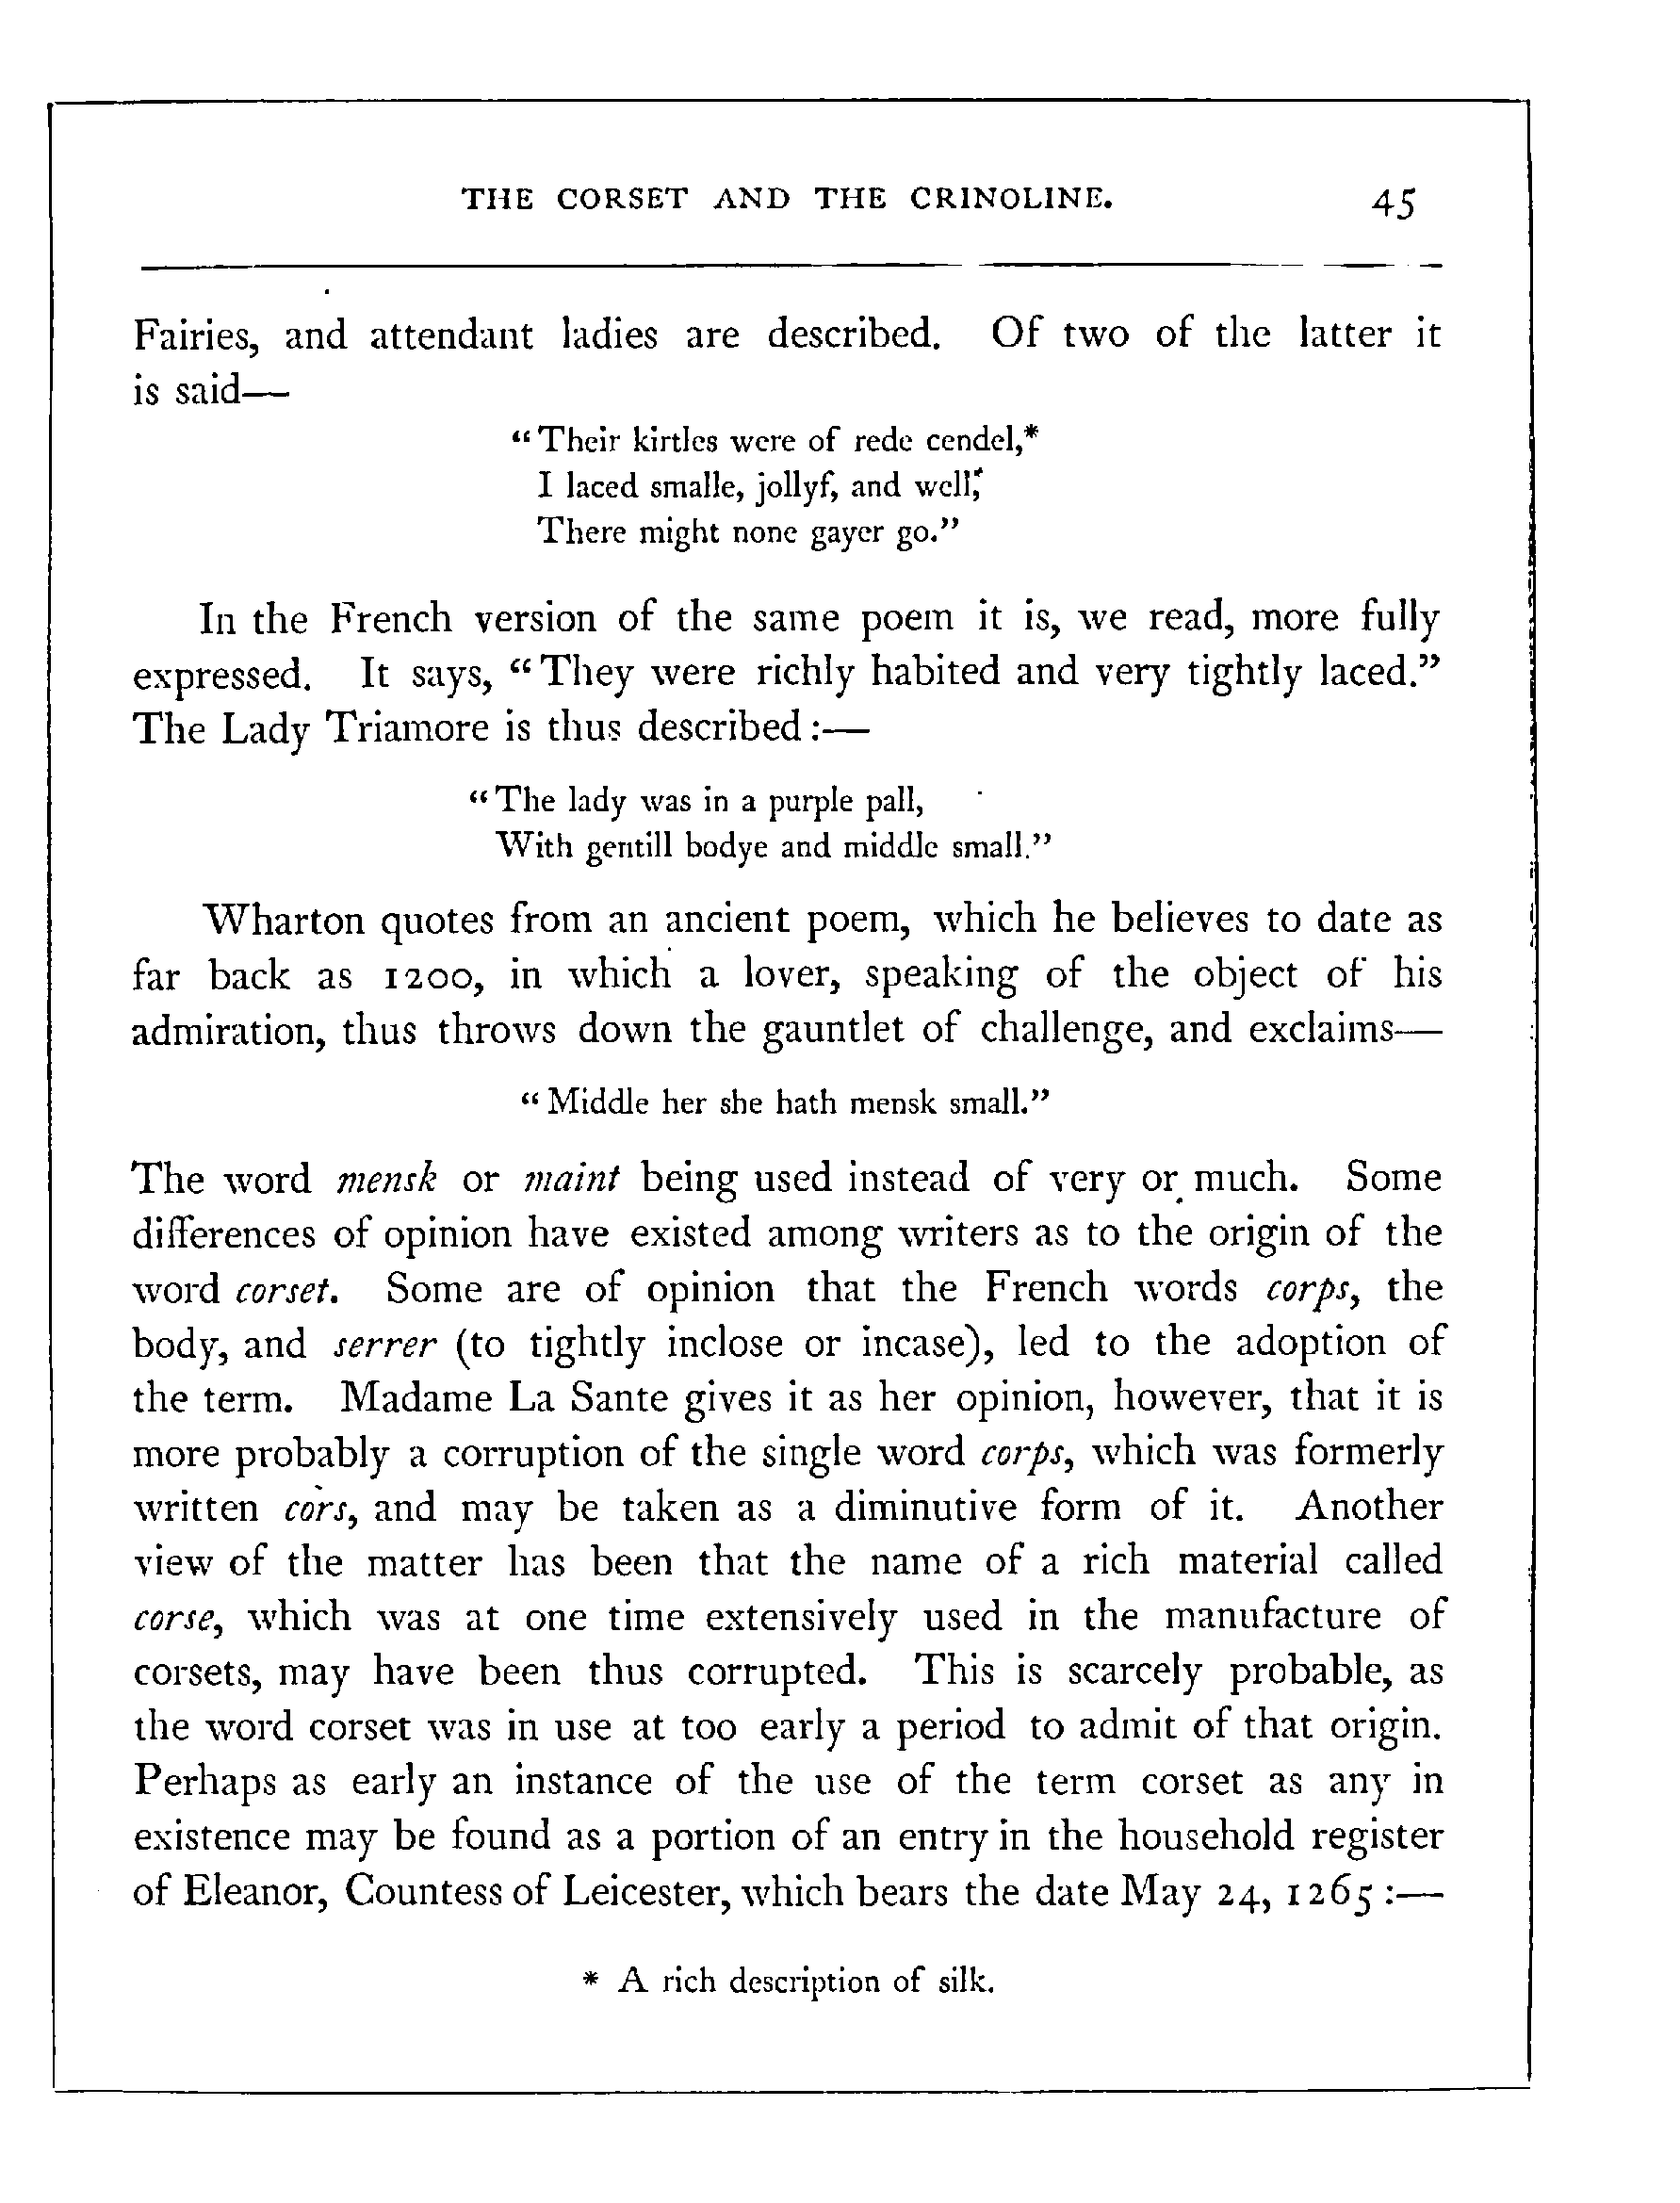 THE CORSET AND THE CRINOLINE. 45
Fairies, and attendant ladies are described. Of two of the latter it
is said—
“Their kirtles were of rede cendel,*
I laced smalle, jollyf, and well,
There might none gayer go.”
In the French version of the same poem it is, we read, more fully
expressed. It says, “They were richly habited and very tightly laced.”
The Lady Triamore is thus described:—
“The lady was in a purple pall,
With gentill bodye and middle small.”
Wharton quotes from an ancient poem, which he believes to date as
far back as 1200, in which a lover, speaking of the object of his
admiration, thus throws down the gauntlet of challenge, and exclaims—
“Middle her she hath mensk small.”
The word mensk or maint being used instead of very or much. Some
differences of opinion have existed among writers as to the origin of the
word corset. Some are of opinion that the French words corps, the
body, and serrer (to tightly inclose or incase), led to the adoption of
the term. Madame La Sante gives it as her opinion, however, that it is
more probably a corruption of the single word corps, which was formerly
written cors, and may be taken as a diminutive form of it. Another
view of the matter has been that the name of a rich material called
corse, which was at one time extensively used in the manufacture of
corsets, may have been thus corrupted. This is scarcely probable, as
the word corset was in use at too early a period to admit of that origin.
Perhaps as early an instance of the use of the term corset as any in
existence may be found as a portion of an entry in the household register
of Eleanor, Countess of Leicester, which bears the date May 24, 1265:—
* A rich description of silk.